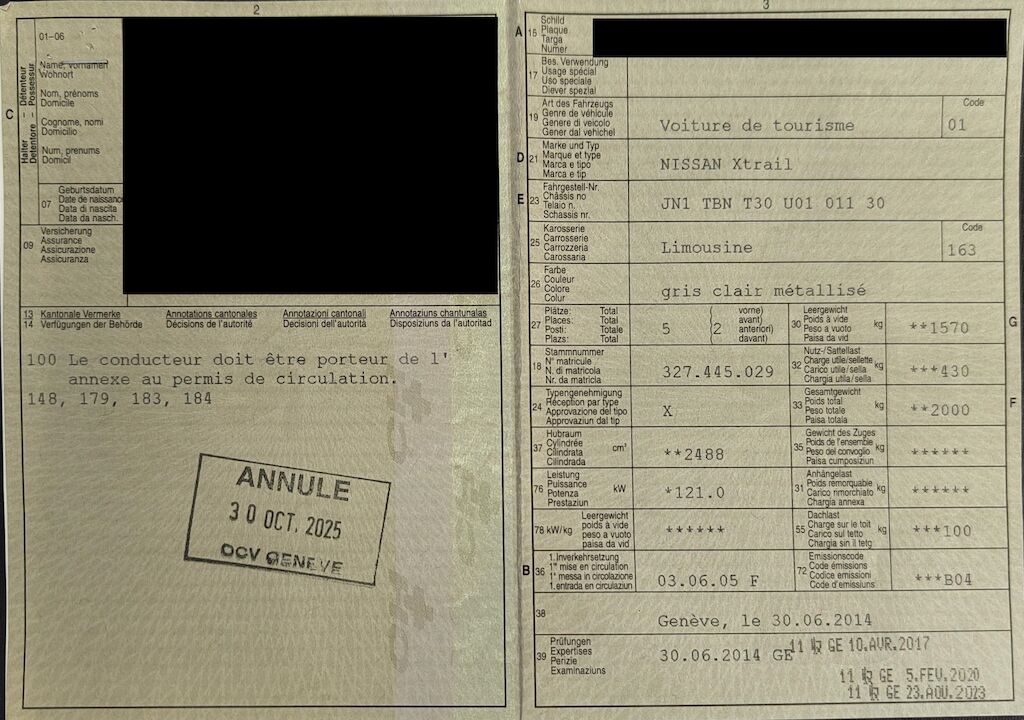 2
01-06
Name, Vornamen
Wohnort
Nom, prénoms
Domicile
Cognome, nomi
Domicilio
Num, prenums
Domicil
Halter – Détenteur
Detentore – Possessur
C
07
Geburtsdatum
Date de naissance
Data di nascita
Data da nasch.
09
Versicherung
Assurance
Assicurazione
Assicuranza
13 Kantonale Vermerke Annotations cantonales Annotazioni cantonali Annotaziuns chantunalas
14 Verfügungen der Behörde Décisions de l'autorité Decisioni dell'autorità Disposiziuns da l'autoritad
100 Le conducteur doit être porteur de l'
annexe au permis de circulation.
148, 179, 183, 184
ANNULE
30 OCT. 2025
OCV GENEVE
3
A 15
Schild
Plaque
Targa
Numer
17
Bes. Verwendung
Usage spécial
Uso speciale
Diever spezial
19
Art des Fahrzeugs
Genre de véhicule
Genere di veicolo
Gener dal vehichel
Voiture de tourisme
Code
01
D 21
Marke und Typ
Marque et type
Marca e tipo
Marca e tip
NISSAN Xtrail
E 23
Fahrgestell-Nr.
Châssis no
Telaio n.
Schassis nr.
JN1 TBN T30 U01 011 30
25
Karosserie
Carrosserie
Carrozzeria
Carossaria
Limousine
Code
163
26
Farbe
Couleur
Colore
Colur
gris clair métallisé
27
Plätze: Total
Places: Total
Posti: Totale
Plazs: Total
5 (2
vorne)
avant)
anteriori)
davant)
30
Leergewicht
Poids à vide
Peso a vuoto
Paisa da vid
kg
**1570
G
18
Stammnummer
N° matricule
N. di matricola
Nr. da matricla
327.445.029
32
Nutz-/Sattellast
Charge utile/sellette
Carico utile/sella
Chargia utila/sella
kg
***430
24
Typengenehmigung
Réception par type
Approvazione del tipo
Approvaziun dal tip
X
33
Gesamtgewicht
Poids total
Peso totale
Paisa totala
kg
**2000
F
37
Hubraum
Cylindrée
Cilindrata
Cilindrada
cm³
**2488
35
Gewicht des Zuges
Poids de l'ensemble
Peso del convoglio
Paisa cumposiziun
kg
******
76
Leistung
Puissance
Potenza
Prestaziun
kW
*121.0
31
Anhängelast
Poids remorquable
Carico rimorchiato
Chargia annexa
kg
******
78 kW/kg
Leergewicht
poids à vide
peso a vuoto
paisa da vid
******
55
Dachlast
Charge sur le toit
Carico sul tetto
Chargia sin il tetg
kg
***100
B 36
1. Inverkehrsetzung
1re mise en circulation
1a messa in circolazione
1. entrada en circulaziun
03.06.05 F
72
Emissionscode
Code émissions
Codice emissioni
Code d'emissiuns
***B04
38
Genève, le 30.06.2014
39
Prüfungen
Expertises
Perizie
Examinaziuns
30.06.2014 GE
11 GE 10.AVR.2017
11 GE 5.FEV.2020
11 GE 23.AOU.2023